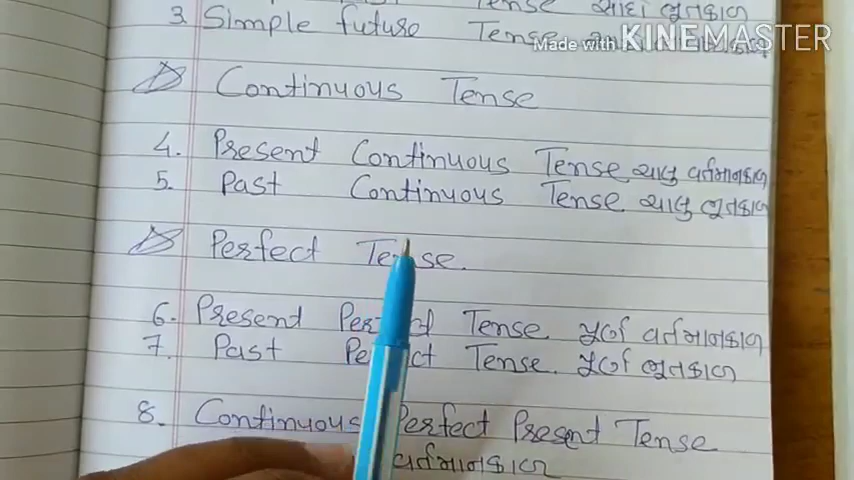 Tense સાદો ભૂતકાળ
3 Simple future Tense
Made with KINEMASTER
Continuous Tense
4. Present Continuous Tense ચાલુ વર્તમાનકાળ
5. Past Continuous Tense ચાલુ ભૂતકાળ
Perfect Tense.
6. Present Perfect Tense પૂર્ણ વર્તમાનકાળ
7. Past Perfect Tense. પૂર્ણ ભૂતકાળ
8. Continuous Perfect Present Tense
વર્તમાનકાળ